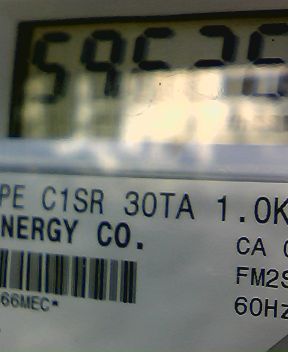 59525
PE C1SR 30TA 1.0K
NERGY CO.
CA
FM2S
66MEC*
60Hz